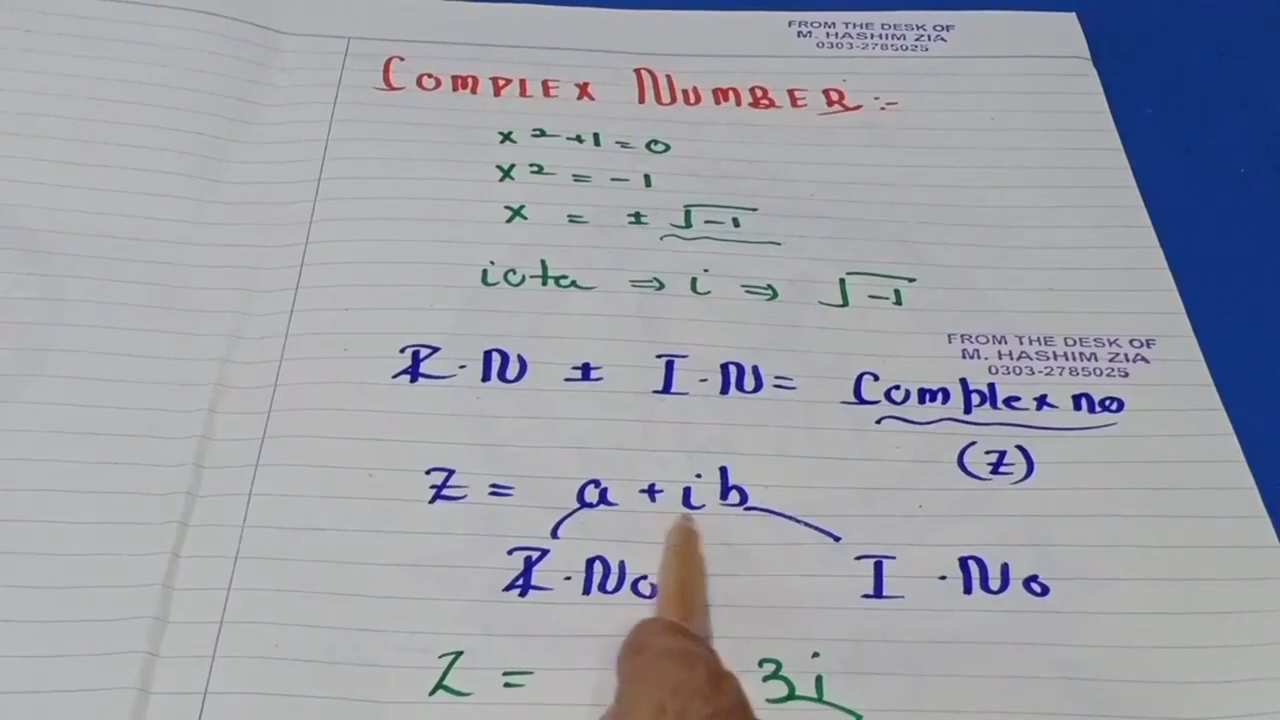 FROM THE DESK OF
M. HASHIM ZIA
0303-2785025
COMPLEX NUMBER :-
x²+1=0
x² = -1
x = ± √-1
iota ⇒ i ⇒ √-1
FROM THE DESK OF
M. HASHIM ZIA
0303-2785025
R.N ± I.N = Complex no
(Z)
Z = a + ib
R.No I.No
Z = 3i